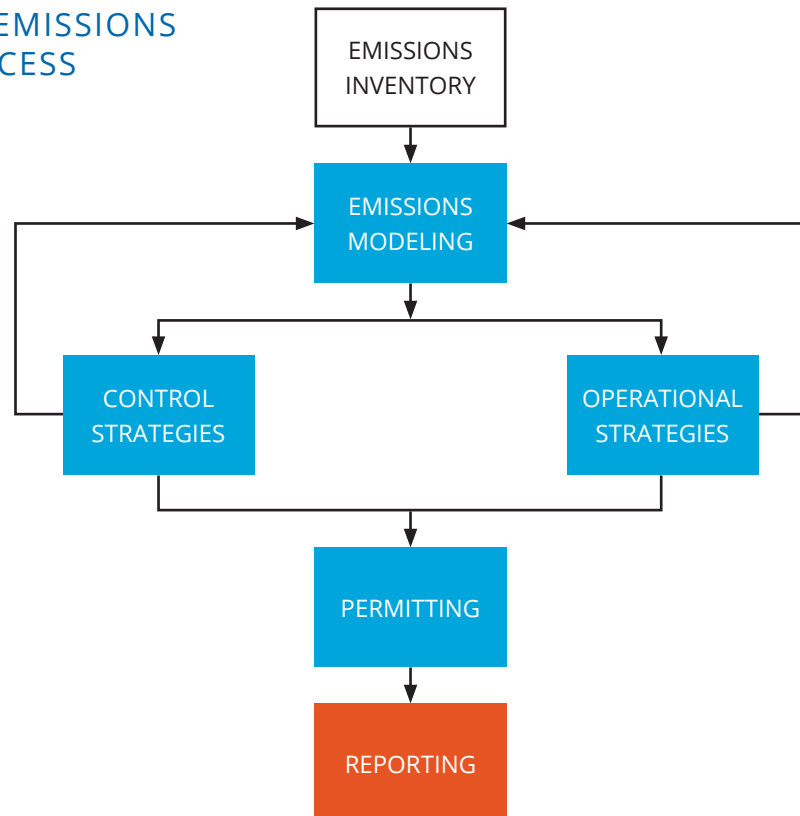 EMISSIONS
CESS
EMISSIONS
INVENTORY
EMISSIONS
MODELING
CONTROL
STRATEGIES
OPERATIONAL
STRATEGIES
PERMITTING
REPORTING